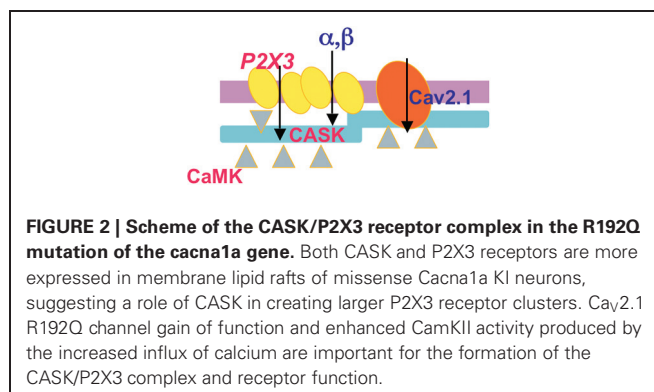 α,β
P2X3
Cav2.1
CASK
CaMK
FIGURE 2 | Scheme of the CASK/P2X3 receptor complex in the R192Q
mutation of the cacna1a gene. Both CASK and P2X3 receptors are more
expressed in membrane lipid rafts of missense Cacna1a KI neurons,
suggesting a role of CASK in creating larger P2X3 receptor clusters. CaV2.1
R192Q channel gain of function and enhanced CamKII activity produced by
the increased influx of calcium are important for the formation of the
CASK/P2X3 complex and receptor function.